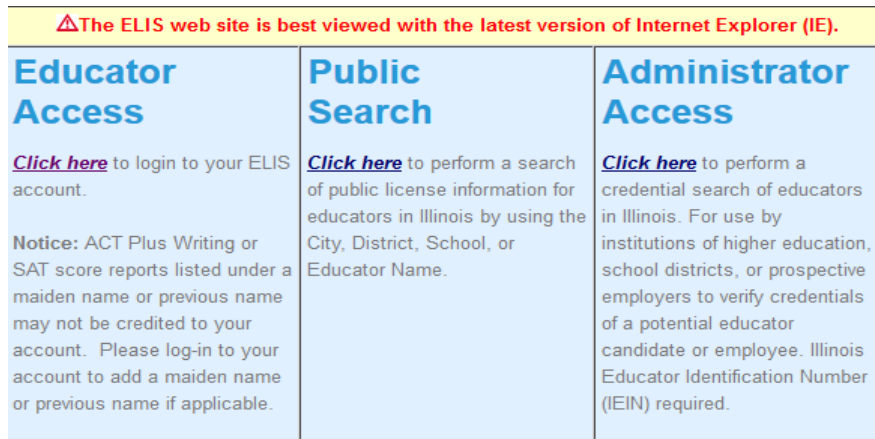 ⚠The ELIS web site is best viewed with the latest version of Internet Explorer (IE).
Educator
Access
Click here to login to your ELIS
account.
Notice: ACT Plus Writing or
SAT score reports listed under a
maiden name or previous name
may not be credited to your
account.  Please log-in to your
account to add a maiden name
or previous name if applicable.
Public
Search
Click here to perform a search
of public license information for
educators in Illinois by using the
City, District, School, or
Educator Name.
Administrator
Access
Click here to perform a
credential search of educators
in Illinois. For use by
institutions of higher education,
school districts, or prospective
employers to verify credentials
of a potential educator
candidate or employee. Illinois
Educator Identification Number
(IEIN) required.